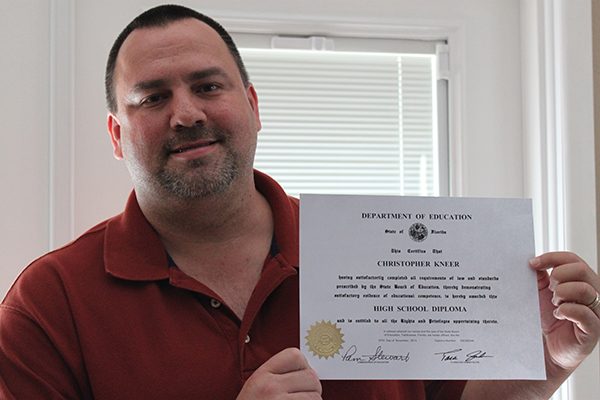 DEPARTMENT OF EDUCATION
State of Florida
This Certifies That
CHRISTOPHER KNEER
having satisfactorily completed all requirements of law and standards
prescribed by the State Board of Education, thereby demonstrating
satisfactory evidence of educational competence, is hereby awarded this
HIGH SCHOOL DIPLOMA
and is entitled to all the Rights and Privileges appertaining thereto.
Pam Stewart